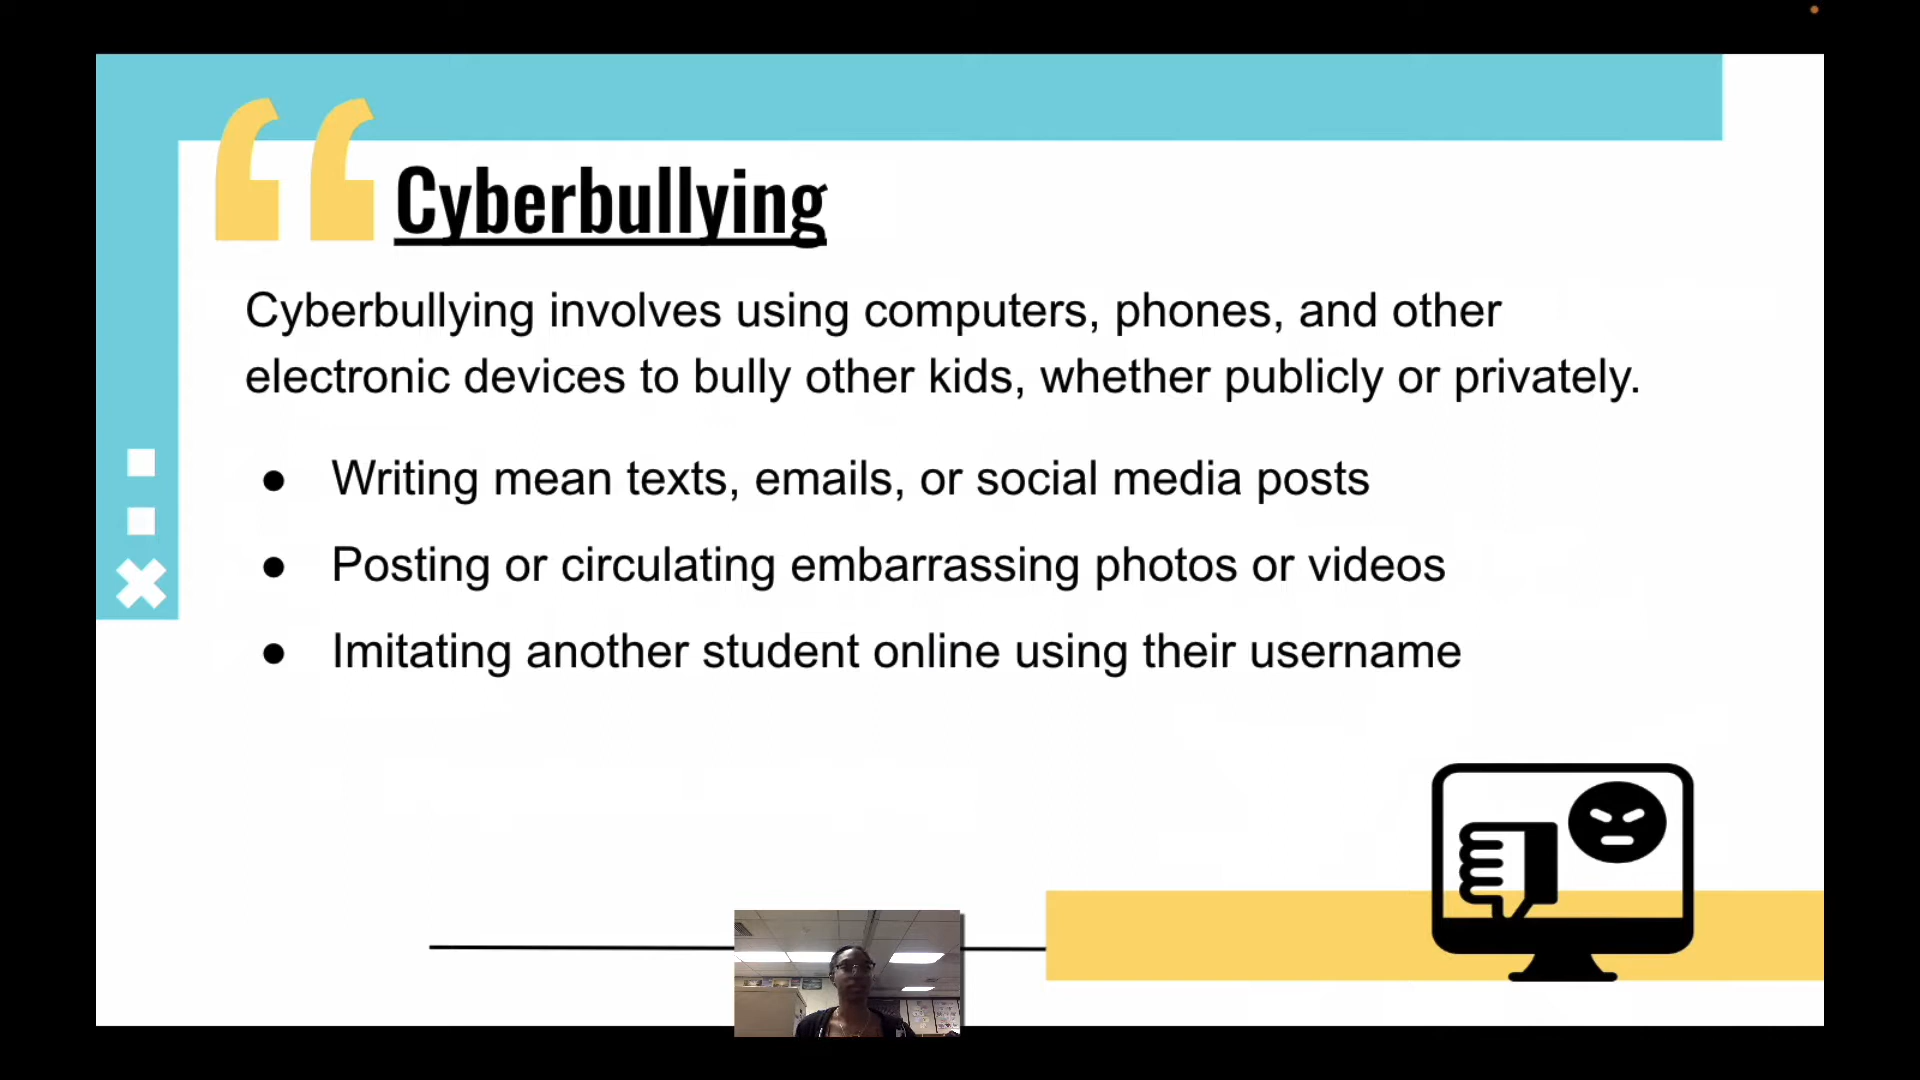 Cyberbullying
Cyberbullying involves using computers, phones, and other
electronic devices to bully other kids, whether publicly or privately.
● Writing mean texts, emails, or social media posts
● Posting or circulating embarrassing photos or videos
● Imitating another student online using their username